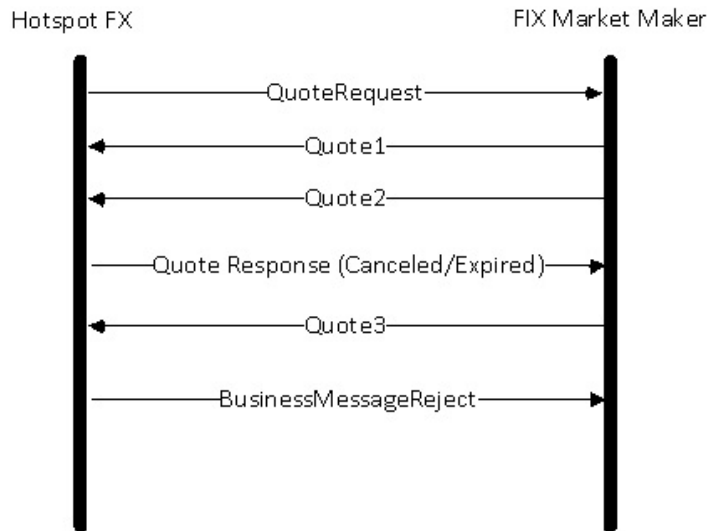 Hotspot FX
FIX Market Maker
QuoteRequest
Quote1
Quote2
Quote Response (Canceled/Expired)
Quote3
BusinessMessageReject